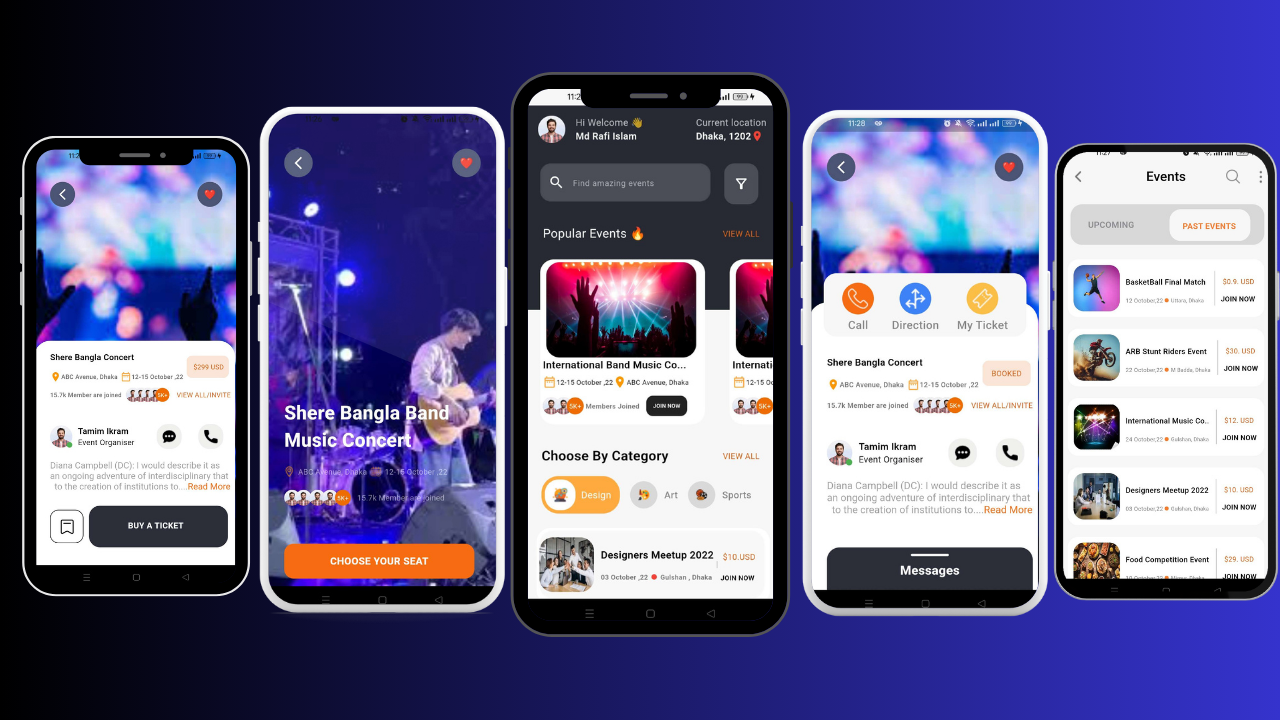 Shere Bangla Concert
$299 USD
ABC Avenue, Dhaka 12-15 October ,22
15.7k Member are joined 5K+ VIEW ALL/INVITE
Tamim Ikram
Event Organiser
Diana Campbell (DC): I would describe it as
an ongoing adventure of interdisciplinary that
to the creation of institutions to....Read More
BUY A TICKET
Shere Bangla Band
Music Concert
ABC Avenue, Dhaka 12-15 October ,22
15.7k Member are joined
CHOOSE YOUR SEAT
Hi Welcome 👋
Md Rafi Islam
Current location
Dhaka, 1202
Find amazing events
Popular Events 🔥
VIEW ALL
International Band Music Co...
12-15 October ,22 ABC Avenue, Dhaka
5K+ Members Joined JOIN NOW
Internati
12-15 Oc
5K+
Choose By Category
VIEW ALL
Design Art Sports
Designers Meetup 2022
$10.USD
03 October ,22 Gulshan , Dhaka
JOIN NOW
11:28
Call Direction My Ticket
Shere Bangla Concert
BOOKED
ABC Avenue, Dhaka 12-15 October ,22
15.7k Member are joined 5K+ VIEW ALL/INVITE
Tamim Ikram
Event Organiser
Diana Campbell (DC): I would describe it as
an ongoing adventure of interdisciplinary that
to the creation of institutions to....Read More
Messages
Events
UPCOMING PAST EVENTS
BasketBall Final Match
$0.9. USD
12 October,22 Uttara, Dhaka
JOIN NOW
ARB Stunt Riders Event
$30. USD
22 October,22 M Badda, Dhaka
JOIN NOW
International Music Co..
$12. USD
24 October,22 Gulshan, Dhaka
JOIN NOW
Designers Meetup 2022
$10. USD
03 October,22 Gulshan, Dhaka
JOIN NOW
Food Competition Event
$29. USD
JOIN NOW